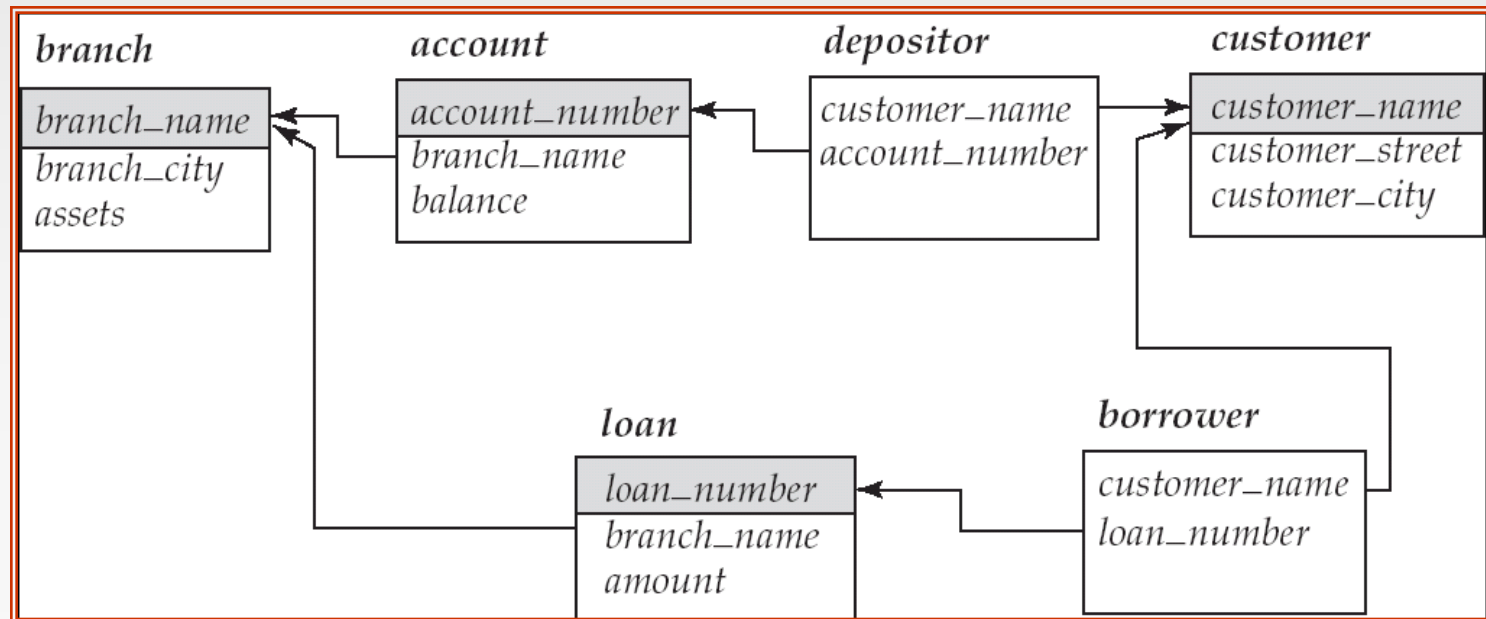 branch
branch_name
branch_city
assets
account
account_number
branch_name
balance
depositor
customer_name
account_number
customer
customer_name
customer_street
customer_city
loan
loan_number
branch_name
amount
borrower
customer_name
loan_number